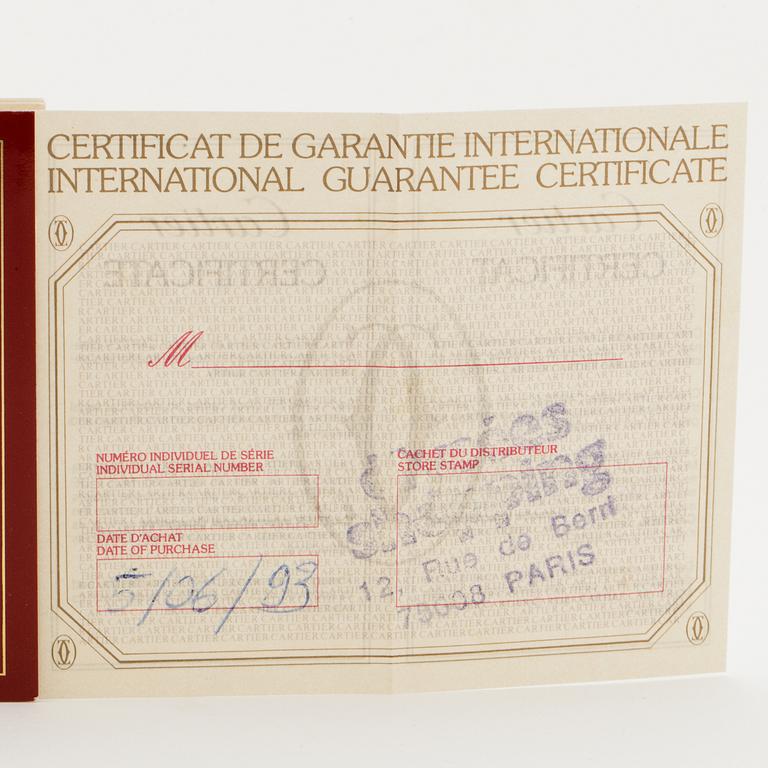 CERTIFICAT DE GARANTIE INTERNATIONALE
INTERNATIONAL GUARANTEE CERTIFICATE
M
NUMÉRO INDIVIDUEL DE SÉRIE
INDIVIDUAL SERIAL NUMBER
DATE D'ACHAT
DATE OF PURCHASE
5/06/93
CACHET DU DISTRIBUTEUR
STORE STAMP
12, Rue de Berri
75008 PARIS